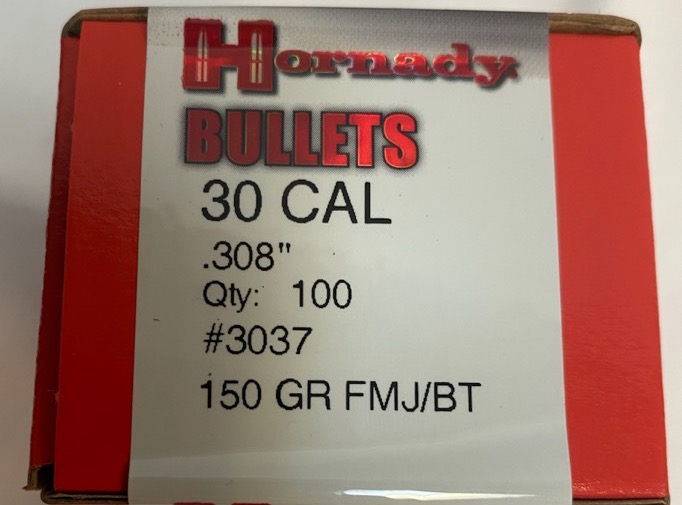 Hornady
BULLETS
30 CAL
.308"
Qty: 100
#3037
150 GR FMJ/BT